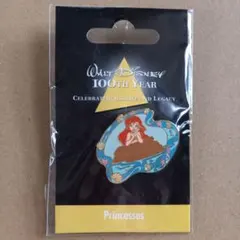 WALT DISNEY
100TH YEAR
CELEBRATING
LEGACY
Princesses